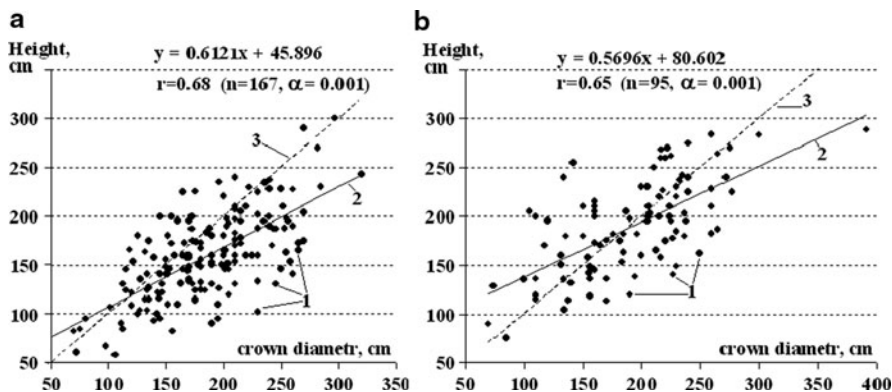 a
Height,
cm
y = 0.6121x + 45.896
r=0.68 (n=167, α= 0.001)
3
2
1
300
250
200
150
100
50
crown diametr, cm
50 100 150 200 250 300 350
b
Height,
cm
y = 0.5696x + 80.602
r=0.65 (n=95, α= 0.001)
3
2
1
300
250
200
150
100
50
crown diametr, cm
50 100 150 200 250 300 350 400